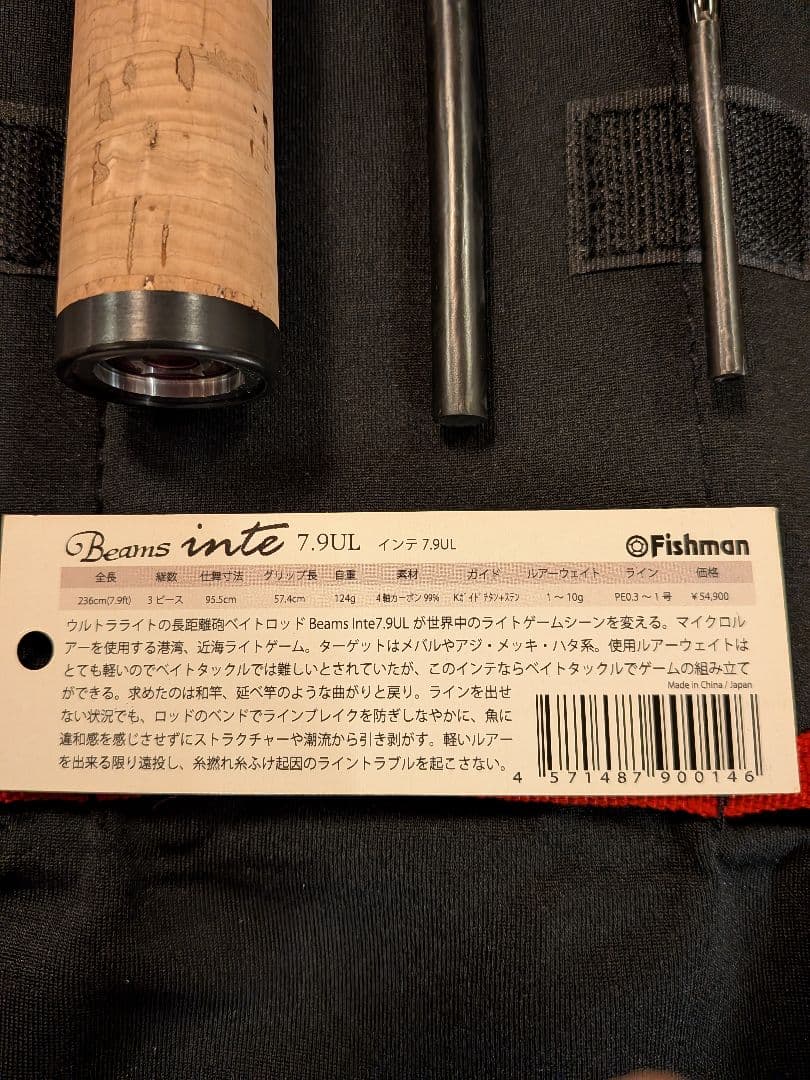 Beams inte 7.9UL インテ 7.9UL Fishman
全長 継数 仕舞寸法 グリップ長 自重 素材 ガイド ルアーウェイト ライン 価格
236cm(7.9ft) 3 ピース 95.5cm 57.4cm 124g 4軸カーボン 99% Kガイドチタン+ステン 1～10g PE0.3～1号 ￥54,900
ウルトラライトの長距離砲ベイトロッド Beams Inte7.9UL が世界中のライトゲームシーンを変える。マイクロル
アーを使用する港湾、近海ライトゲーム。ターゲットはメバルやアジ・メッキ・ハタ系。使用ルアーウェイトは
とても軽いのでベイトタックルでは難しいとされていたが、このインテならベイトタックルでゲームの組み立て
ができる。求めたのは和竿、延べ竿のような曲がりと戻り。ラインを出せ
ない状況でも、ロッドのベンドでラインブレイクを防ぎしなやかに、魚に
違和感を感じさせずにストラクチャーや潮流から引き剥がす。軽いルアー
を出来る限り遠投し、糸撚れ糸ふけ起因のライントラブルを起こさない。
Made in China / Japan
4 571487 900146